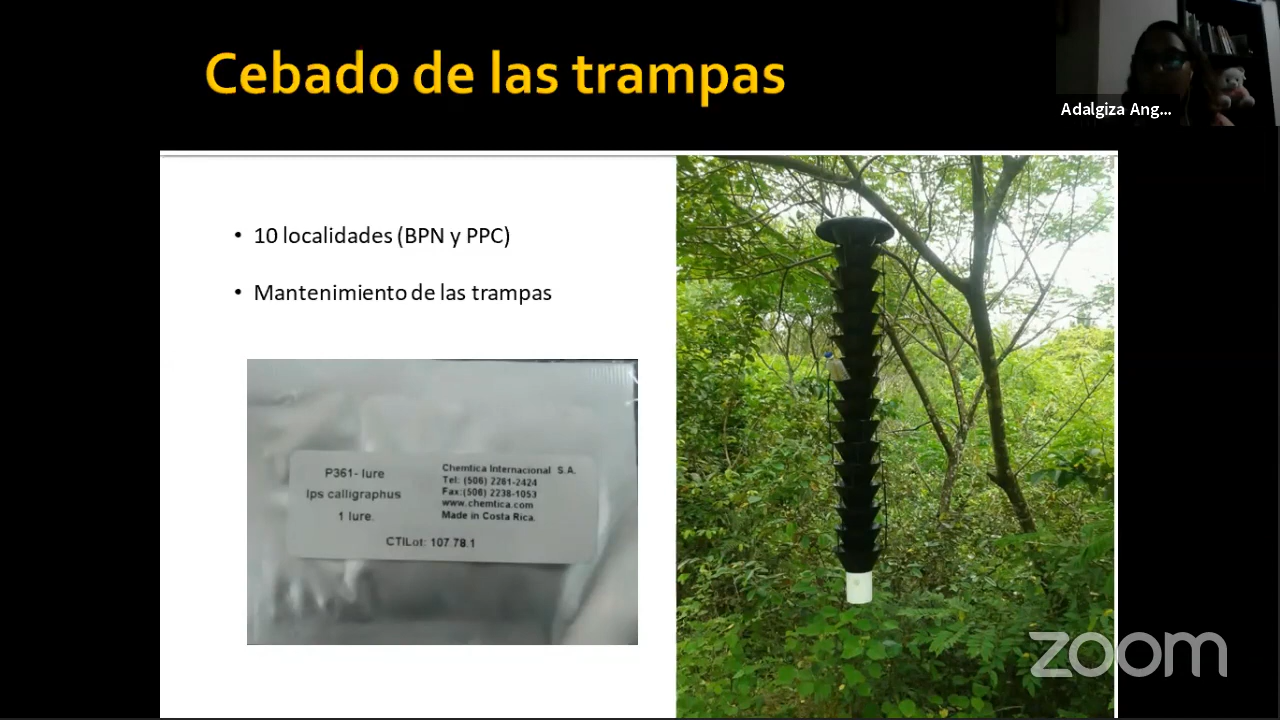 Cebado de las trampas
Adalgiza Ang...
• 10 localidades (BPN y PPC)
• Mantenimiento de las trampas
P361- lure
Ips calligraphus
1 lure.
Chemtica Internacional S.A.
Tel: (506) 2261-2424
Fax:(506) 2238-1053
www.chemtica.com
Made in Costa Rica.
CTILot: 107.78.1
zoom